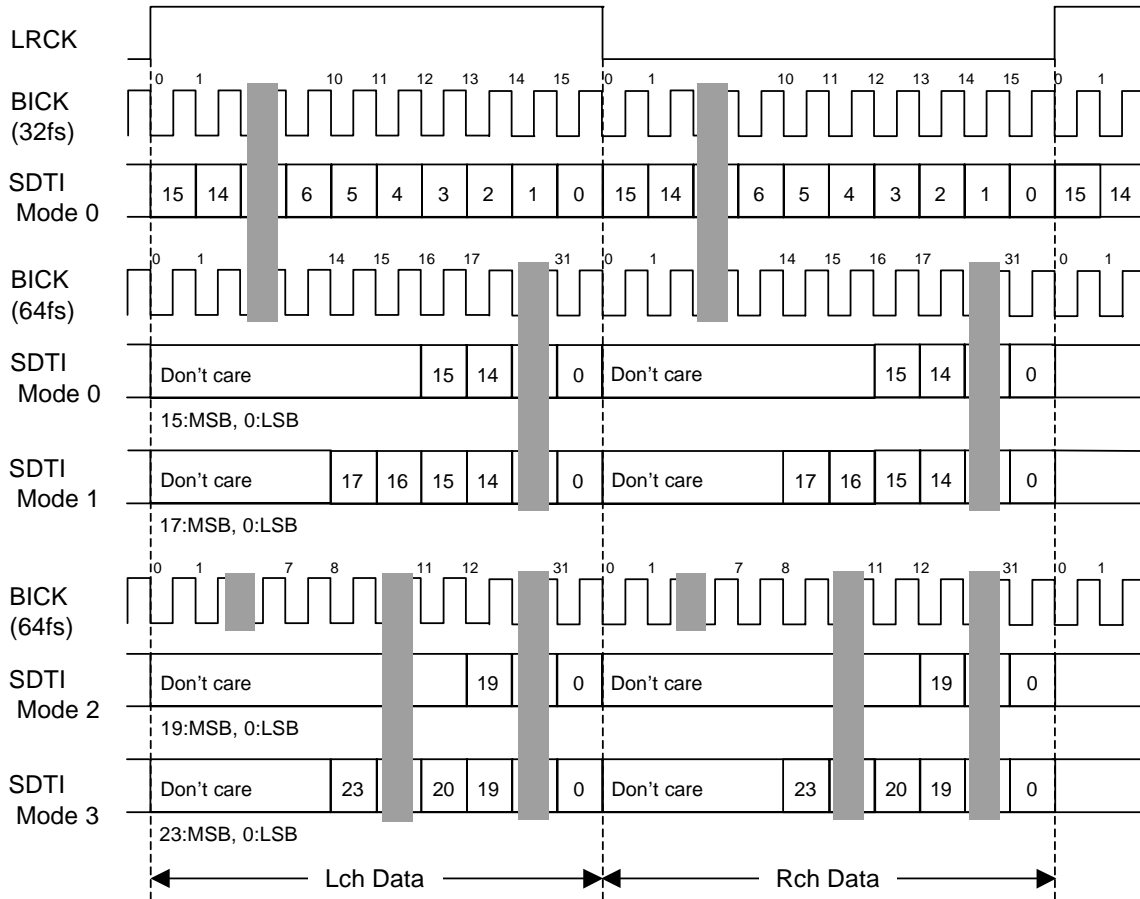 LRCK
0 1 10 11 12 13 14 15 0 1 10 11 12 13 14 15 0 1
BICK
(32fs)
SDTI
Mode 0
15 14 6 5 4 3 2 1 0 15 14 6 5 4 3 2 1 0 15 14
0 1 14 15 16 17 31 0 1 14 15 16 17 31 0 1
BICK
(64fs)
SDTI
Mode 0
Don't care 15 14 0 Don't care 15 14 0
15:MSB, 0:LSB
SDTI
Mode 1
Don't care 17 16 15 14 0 Don't care 17 16 15 14 0
17:MSB, 0:LSB
0 1 7 8 11 12 31 0 1 7 8 11 12 31 0 1
BICK
(64fs)
SDTI
Mode 2
Don't care 19 0 Don't care 19 0
19:MSB, 0:LSB
SDTI
Mode 3
Don't care 23 20 19 0 Don't care 23 20 19 0
23:MSB, 0:LSB
Lch Data Rch Data